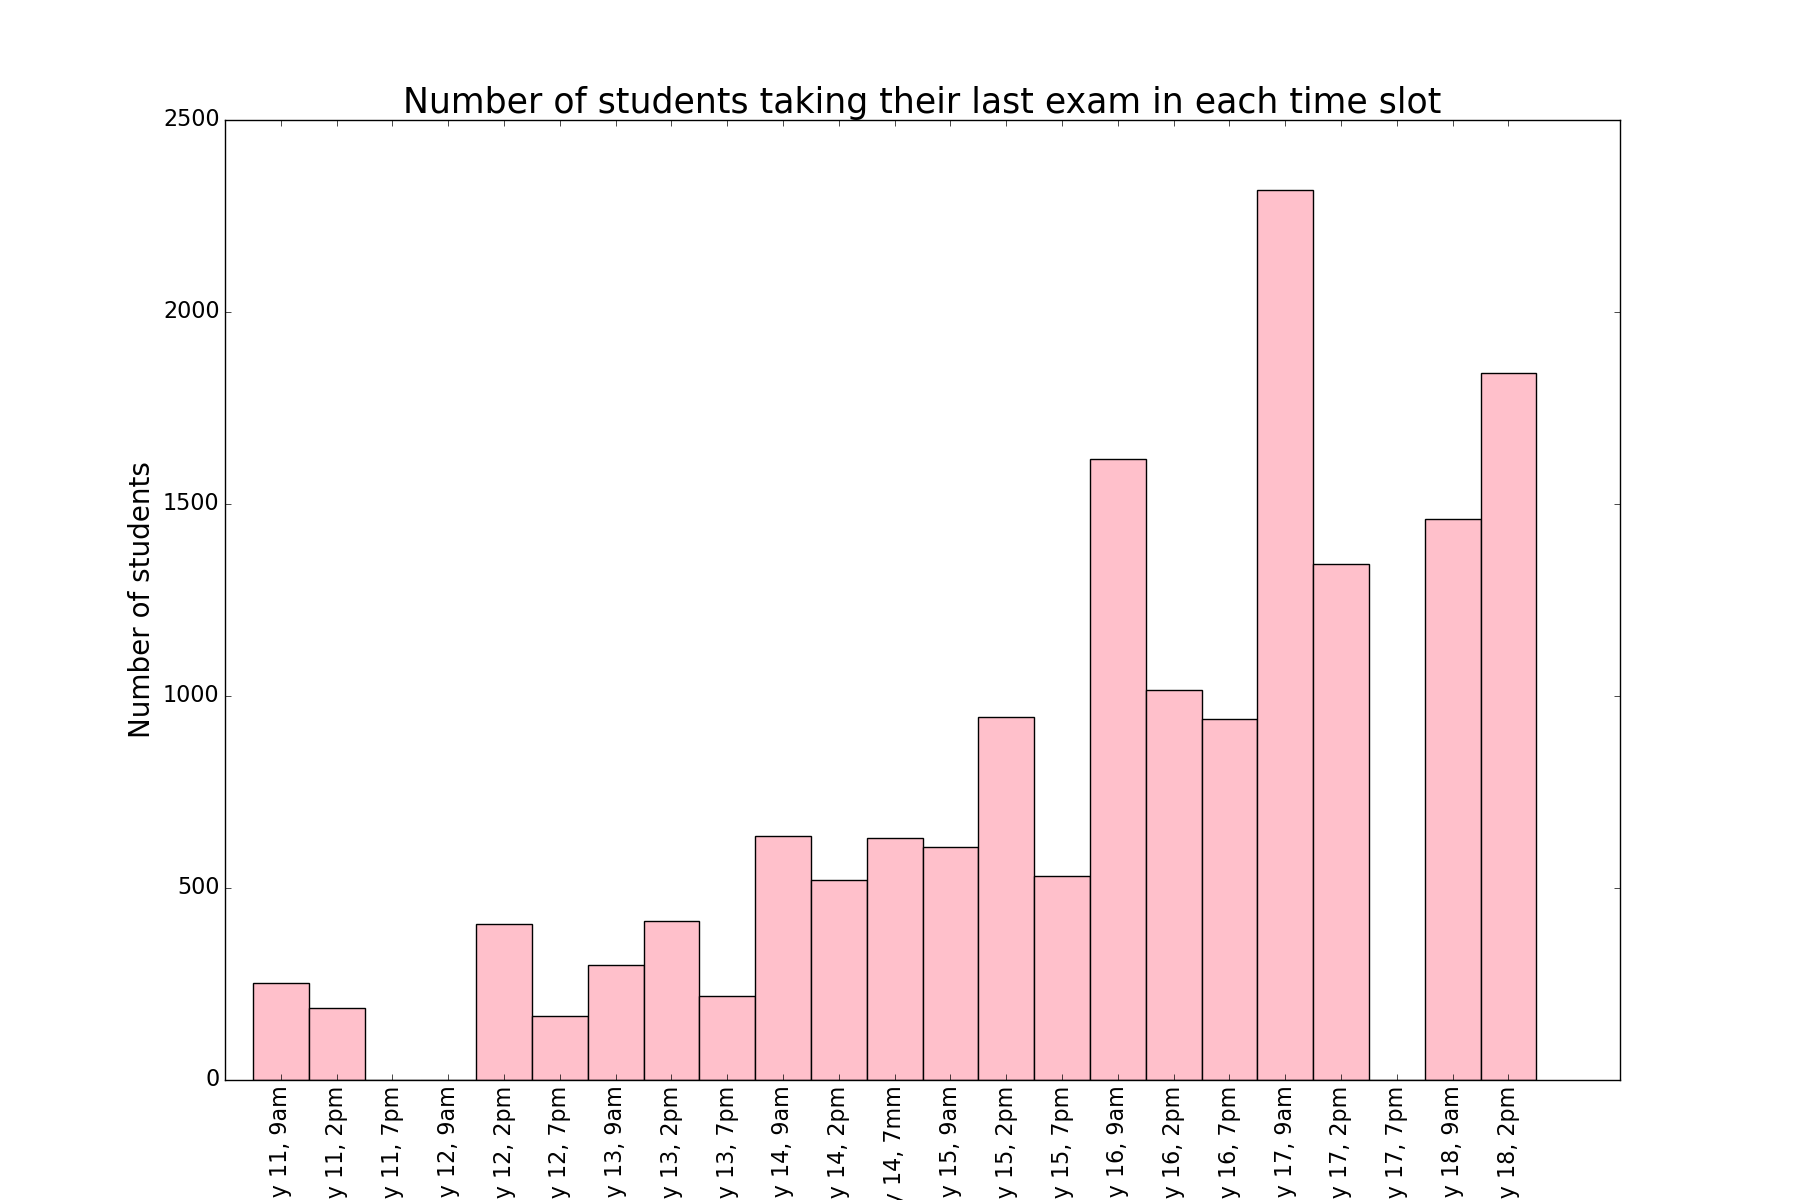 Number of students taking their last exam in each time slot
Number of students
2500
2000
1500
1000
500
0
y 11, 9am
y 11, 2pm
y 11, 7pm
y 12, 9am
y 12, 2pm
y 12, 7pm
y 13, 9am
y 13, 2pm
y 13, 7pm
y 14, 9am
y 14, 2pm
y 14, 7mm
y 15, 9am
y 15, 2pm
y 15, 7pm
y 16, 9am
y 16, 2pm
y 16, 7pm
y 17, 9am
y 17, 2pm
y 17, 7pm
y 18, 9am
y 18, 2pm